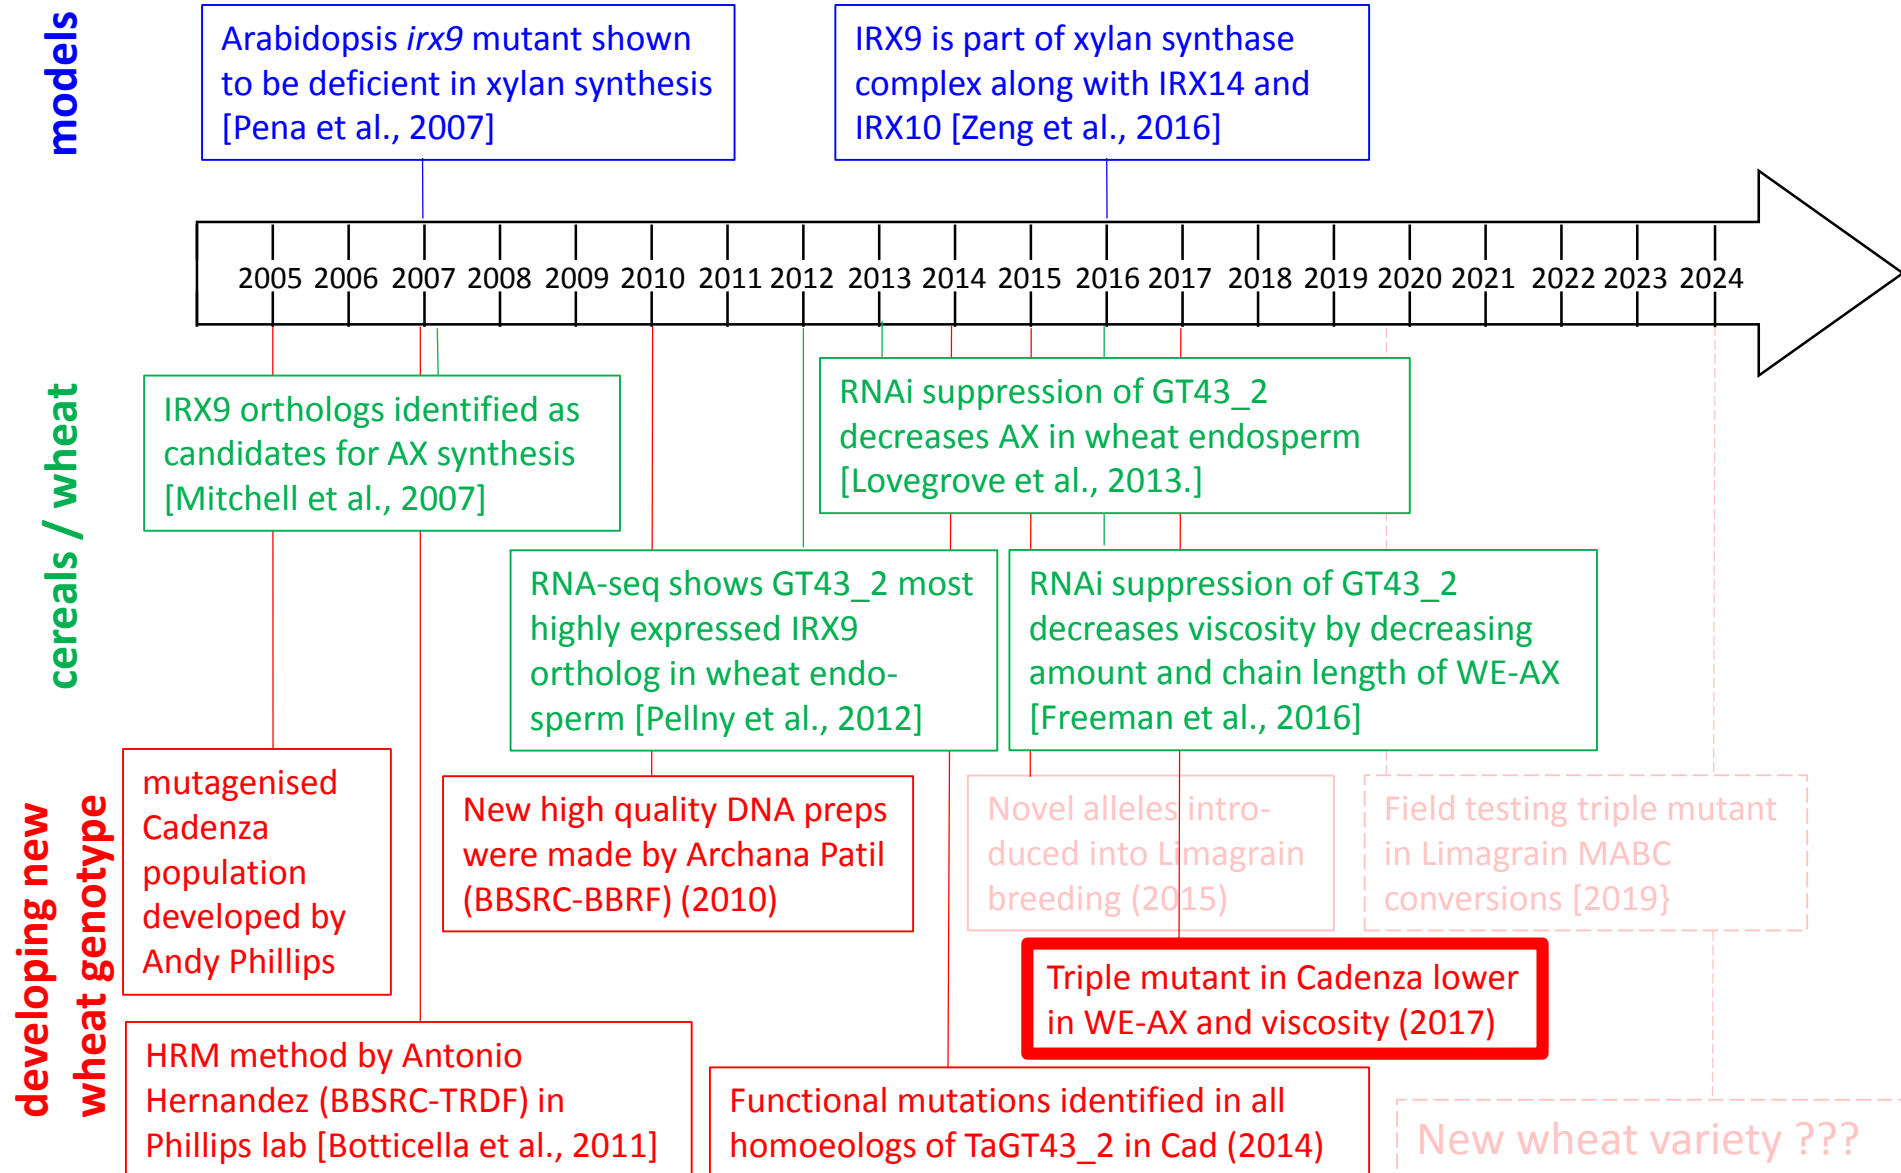 models
Arabidopsis irx9 mutant shown
to be deficient in xylan synthesis
[Pena et al., 2007]
IRX9 is part of xylan synthase
complex along with IRX14 and
IRX10 [Zeng et al., 2016]
2005 2006 2007 2008 2009 2010 2011 2012 2013 2014 2015 2016 2017 2018 2019 2020 2021 2022 2023 2024
cereals / wheat
IRX9 orthologs identified as
candidates for AX synthesis
[Mitchell et al., 2007]
RNAi suppression of GT43_2
decreases AX in wheat endosperm
[Lovegrove et al., 2013.]
RNA-seq shows GT43_2 most
highly expressed IRX9
ortholog in wheat endo-
sperm [Pellny et al., 2012]
RNAi suppression of GT43_2
decreases viscosity by decreasing
amount and chain length of WE-AX
[Freeman et al., 2016]
developing new
wheat genotype
mutagenised
Cadenza
population
developed by
Andy Phillips
New high quality DNA preps
were made by Archana Patil
(BBSRC-BBRF) (2010)
Novel alleles intro-
duced into Limagrain
breeding (2015)
Field testing triple mutant
in Limagrain MABC
conversions [2019}
Triple mutant in Cadenza lower
in WE-AX and viscosity (2017)
HRM method by Antonio
Hernandez (BBSRC-TRDF) in
Phillips lab [Botticella et al., 2011]
Functional mutations identified in all
homoeologs of TaGT43_2 in Cad (2014)
New wheat variety ???